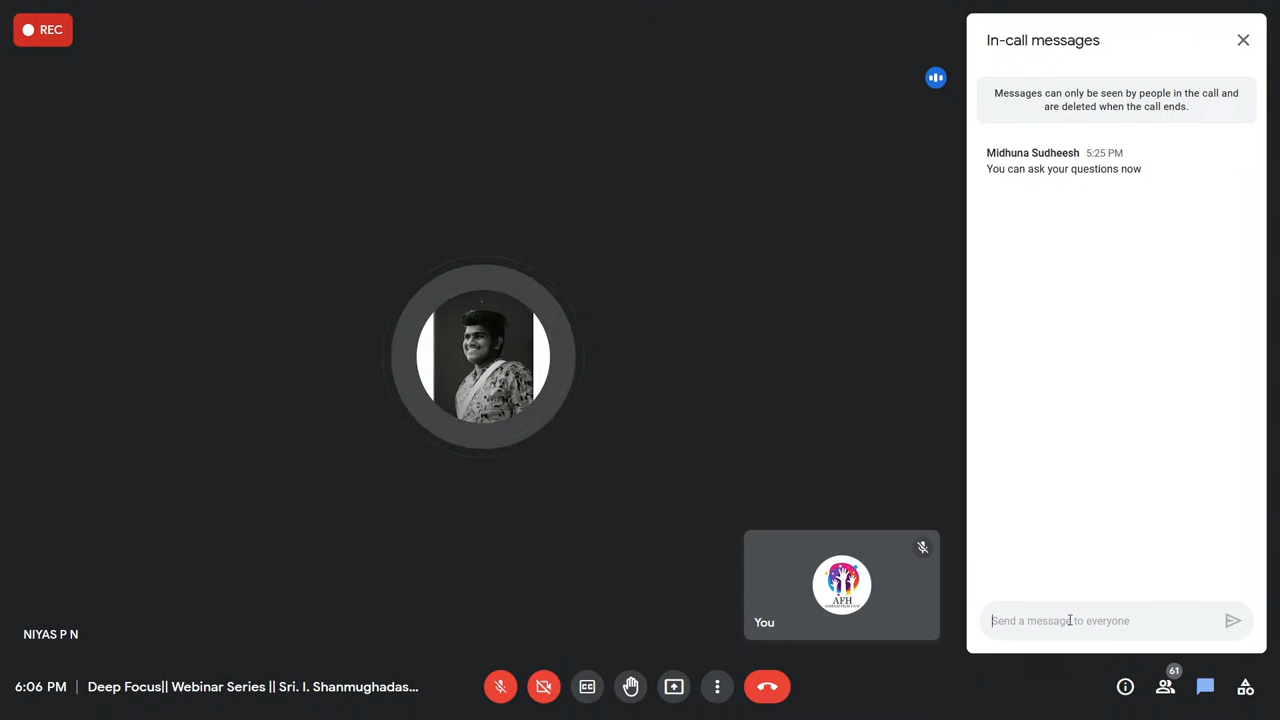 REC
In-call messages
Messages can only be seen by people in the call and
are deleted when the call ends.
Midhuna Sudheesh 5:25 PM
You can ask your questions now
AFH
You
Send a message to everyone
NIYAS P N
61
6:06 PM | Deep Focus|| Webinar Series || Sri. I. Shanmughadas...
CC